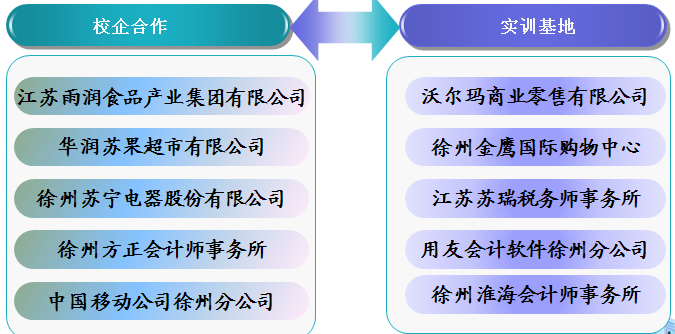 校企合作
实训基地
江苏雨润食品产业集团有限公司
华润苏果超市有限公司
徐州苏宁电器股份有限公司
徐州方正会计师事务所
中国移动公司徐州分公司
沃尔玛商业零售有限公司
徐州金鹰国际购物中心
江苏苏瑞税务师事务所
用友会计软件徐州分公司
徐州淮海会计师事务所